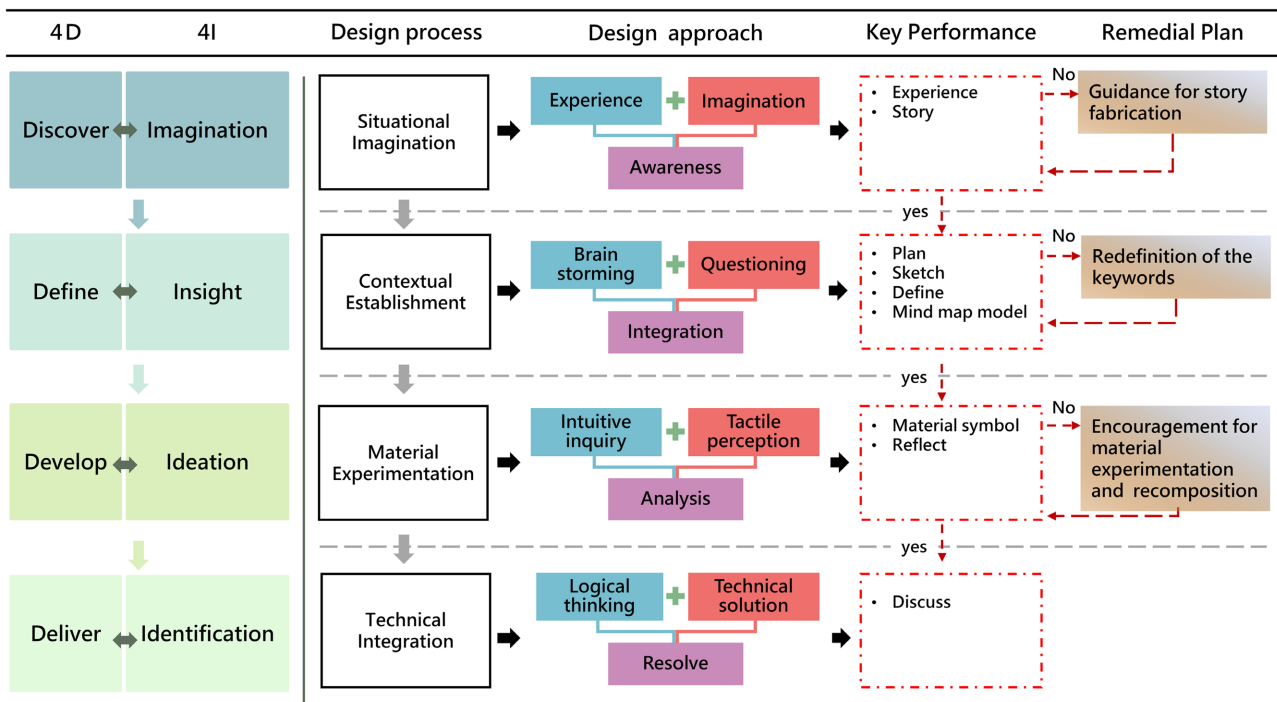 4D
4I
Design process
Design approach
Key Performance
Remedial Plan
Discover
Imagination
Situational
Imagination
Experience
Imagination
Awareness
• Experience
• Story
No
Guidance for story
fabrication
yes
Define
Insight
Contextual
Establishment
Brain
storming
Questioning
Integration
• Plan
• Sketch
• Define
• Mind map model
No
Redefinition of the
keywords
yes
Develop
Ideation
Material
Experimentation
Intuitive
inquiry
Tactile
perception
Analysis
• Material symbol
• Reflect
No
Encouragement for
material
experimentation
and recomposition
yes
Deliver
Identification
Technical
Integration
Logical
thinking
Technical
solution
Resolve
• Discuss